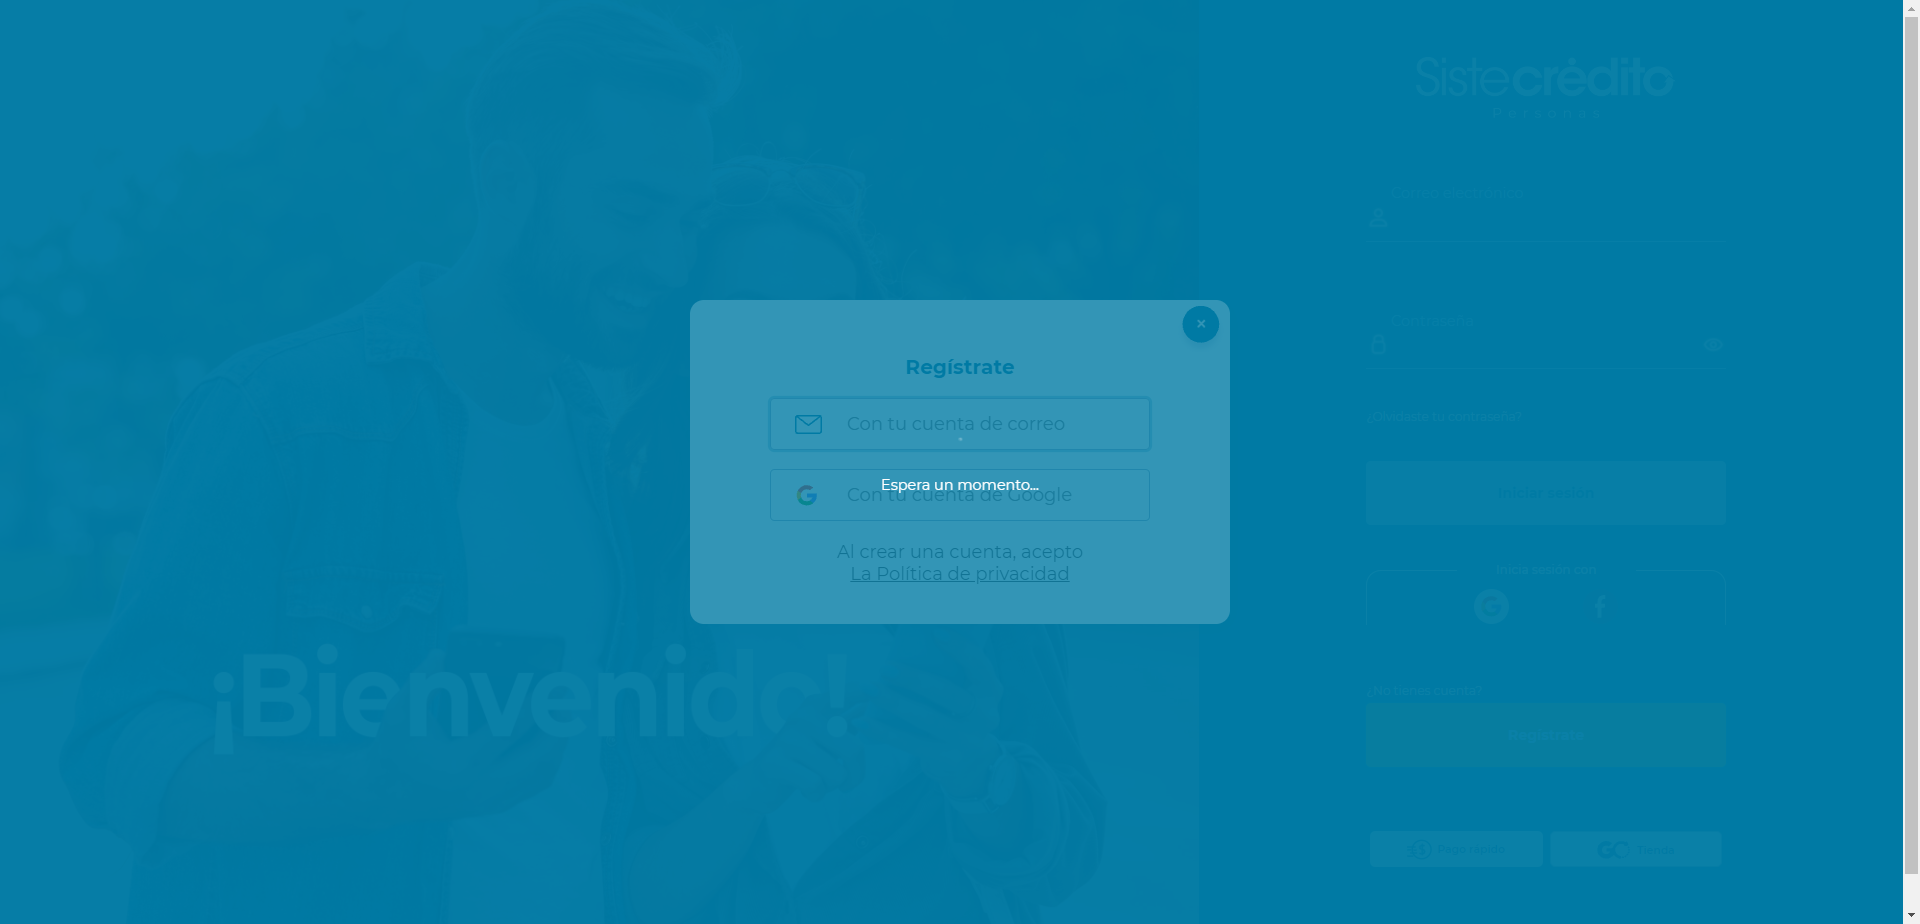 Sistecrédito
Personas
Correo electrónico
Contraseña
¿Olvidaste tu contraseña?
Iniciar sesión
Inicia sesión con
¿No tienes cuenta?
Regístrate
Pago rápido
Tienda
×
Regístrate
Con tu cuenta de correo
Espera un momento...
Con tu cuenta de Google
Al crear una cuenta, acepto
La Política de privacidad
¡Bienvenido!